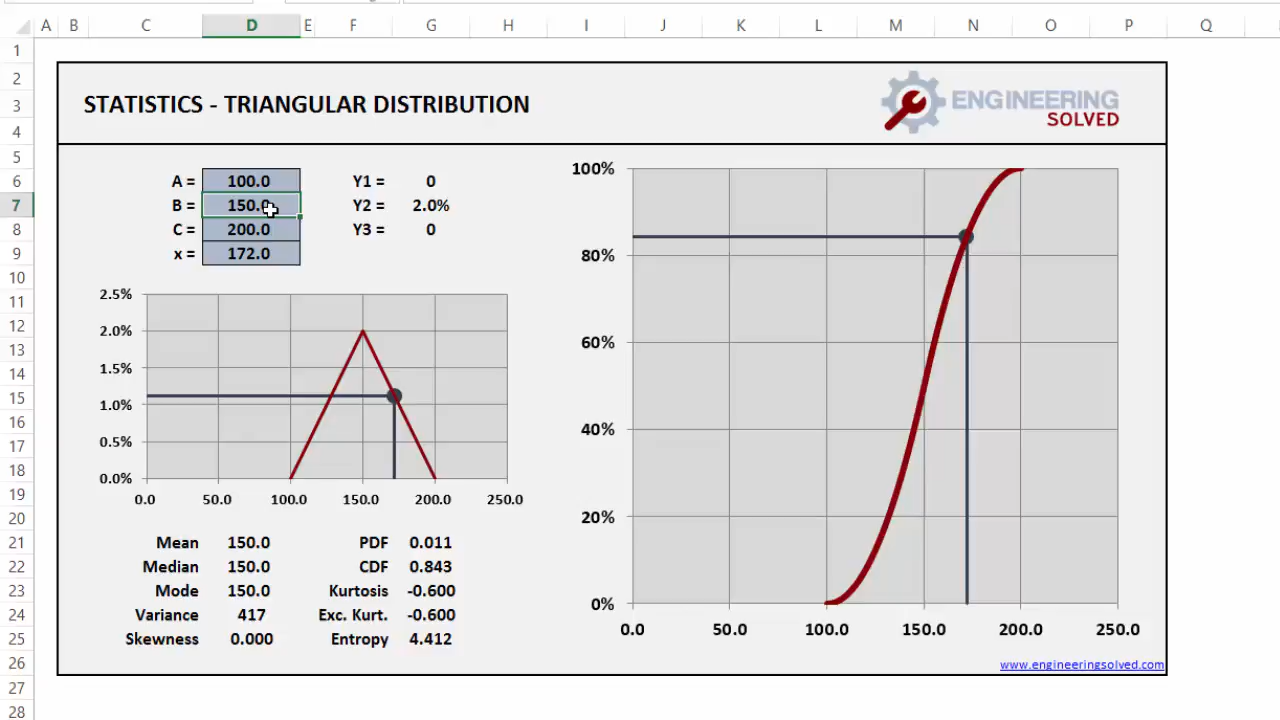 A B C D E F G H I J K L M N O P Q
1
2
3
4
5
6
7
8
9
10
11
12
13
14
15
16
17
18
19
20
21
22
23
24
25
26
27
28
STATISTICS - TRIANGULAR DISTRIBUTION
ENGINEERING
SOLVED
A = 100.0 Y1 = 0
B = 150.0 Y2 = 2.0%
C = 200.0 Y3 = 0
x = 172.0
2.5%
2.0%
1.5%
1.0%
0.5%
0.0%
0.0 50.0 100.0 150.0 200.0 250.0
Mean 150.0 PDF 0.011
Median 150.0 CDF 0.843
Mode 150.0 Kurtosis -0.600
Variance 417 Exc. Kurt. -0.600
Skewness 0.000 Entropy 4.412
100%
80%
60%
40%
20%
0%
0.0 50.0 100.0 150.0 200.0 250.0
www.engineeringsolved.com